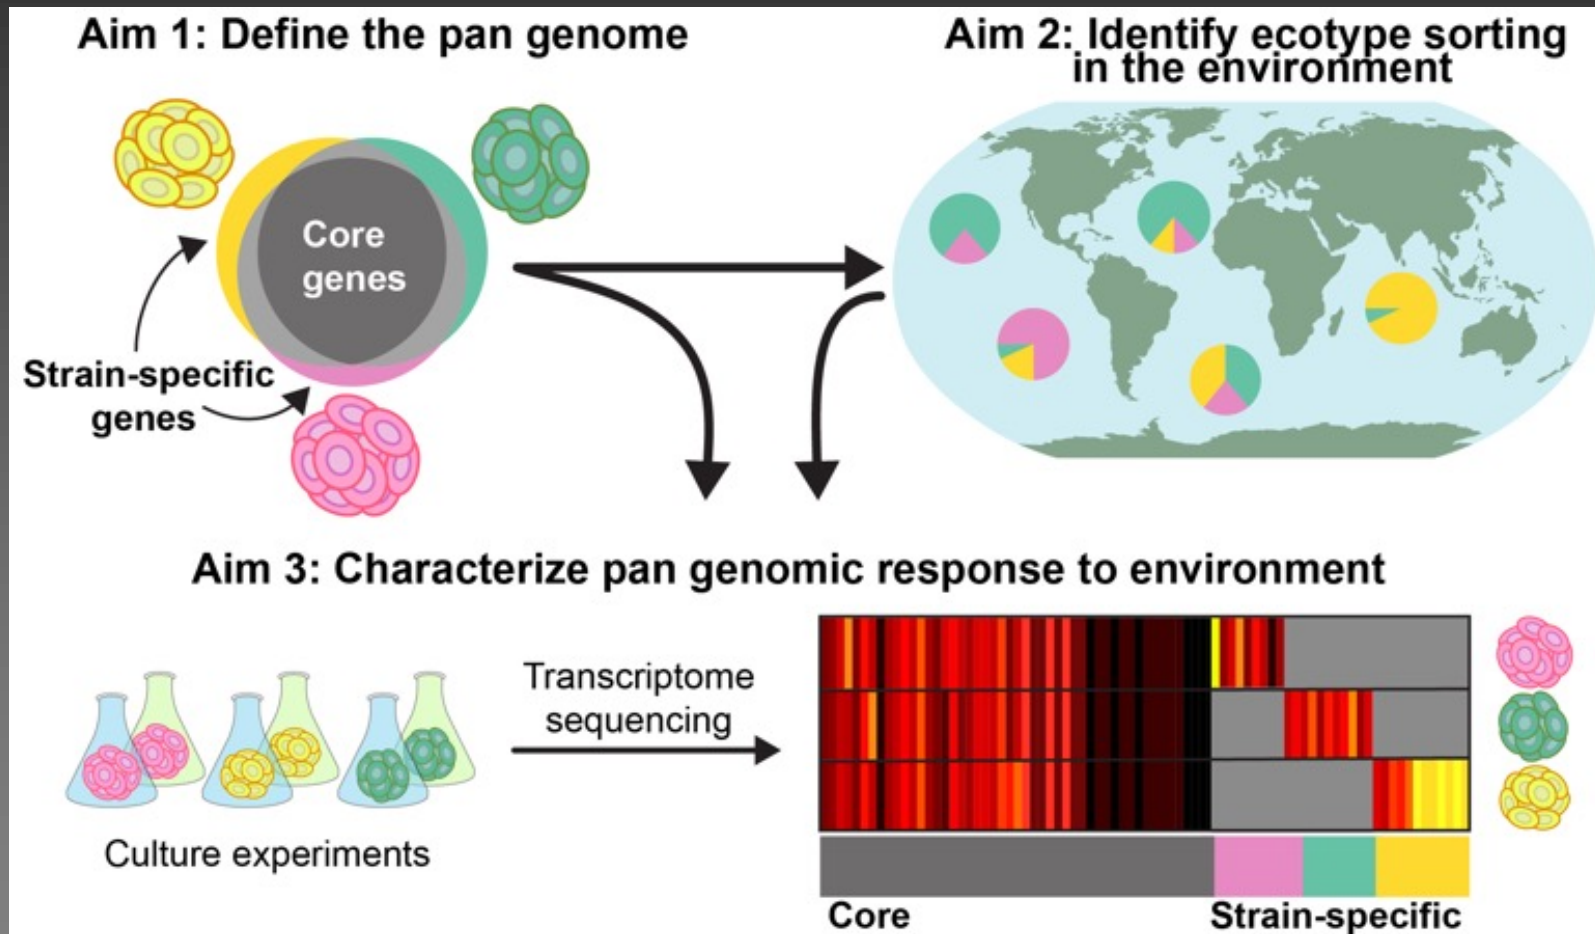 Aim 1: Define the pan genome
Aim 2: Identify ecotype sorting
in the environment
Core
genes
Strain-specific
genes
Aim 3: Characterize pan genomic response to environment
Transcriptome
sequencing
Culture experiments
Core
Strain-specific